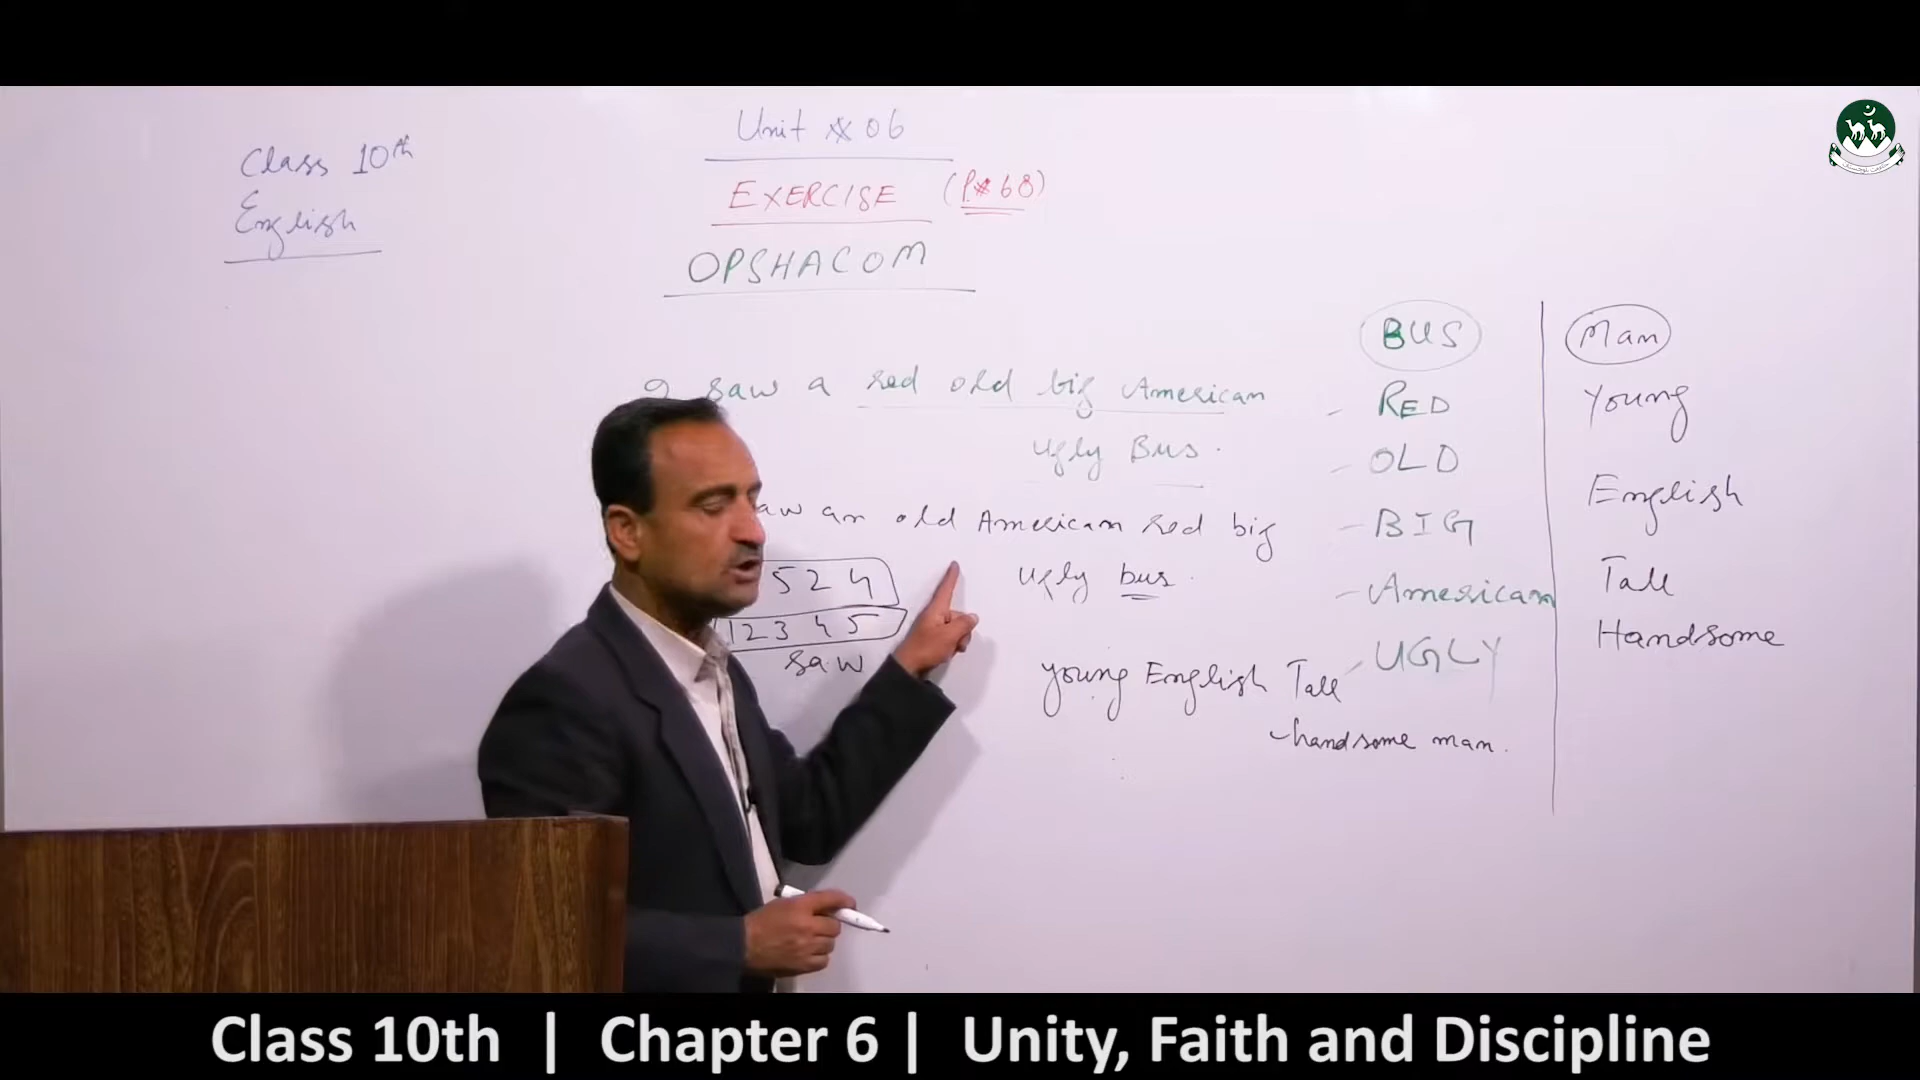 Class 10th
English
Unit # 06
EXERCISE (P#68)
OPSHACOM
saw a red old big American
Ugly Bus.
aw an old American red big
Ugly bus.
5 2 4
1 2 3 4 5
saw
young English Tall
handsome man.
BUS
RED
OLD
BIG
American
UGLY
Man
Young
English
Tall
Handsome
Class 10th | Chapter 6 | Unity, Faith and Discipline